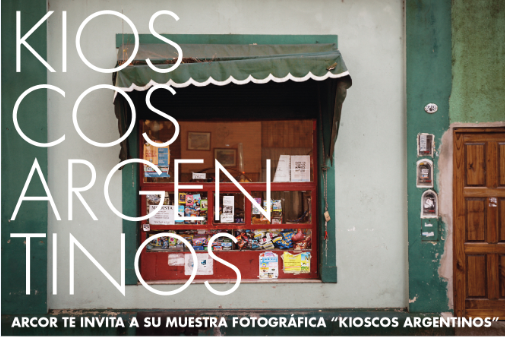 KIOS
COS
ARGEN
TINOS
ARCOR TE INVITA A SU MUESTRA FOTOGRÁFICA “KIOSCOS ARGENTINOS”